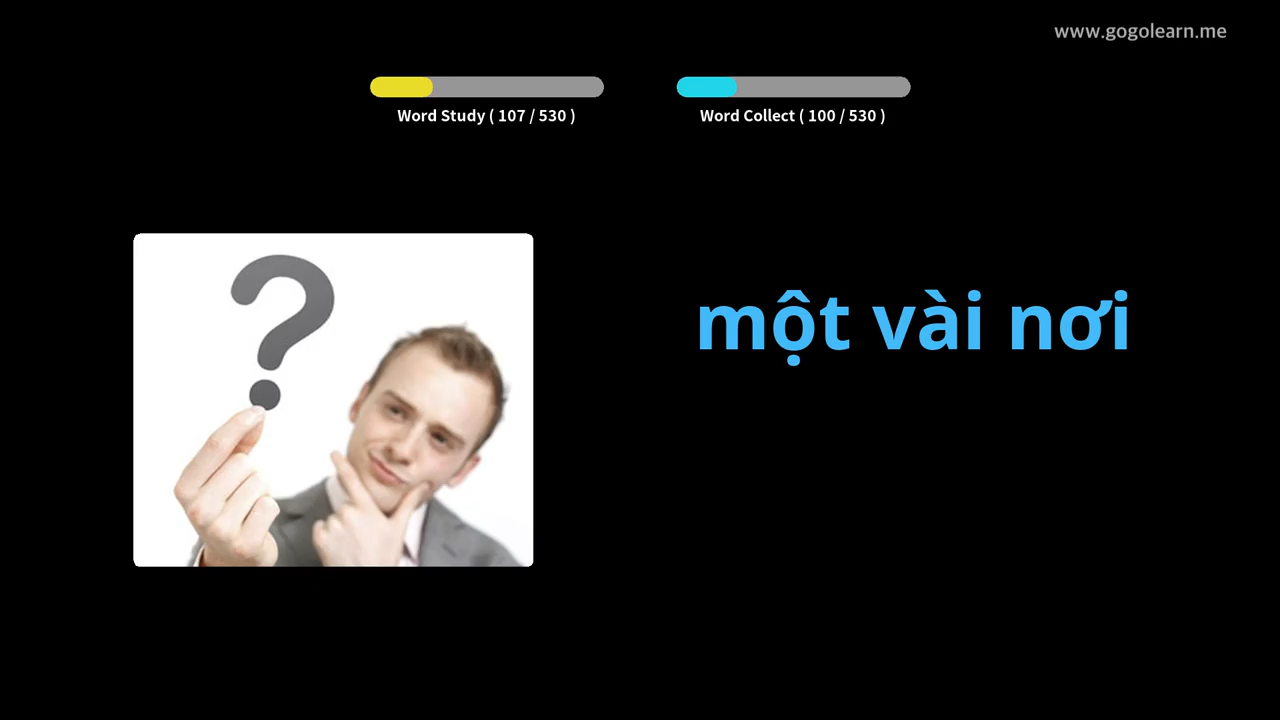 www.gogolearn.me
Word Study ( 107 / 530 )
Word Collect ( 100 / 530 )
?
một vài nơi